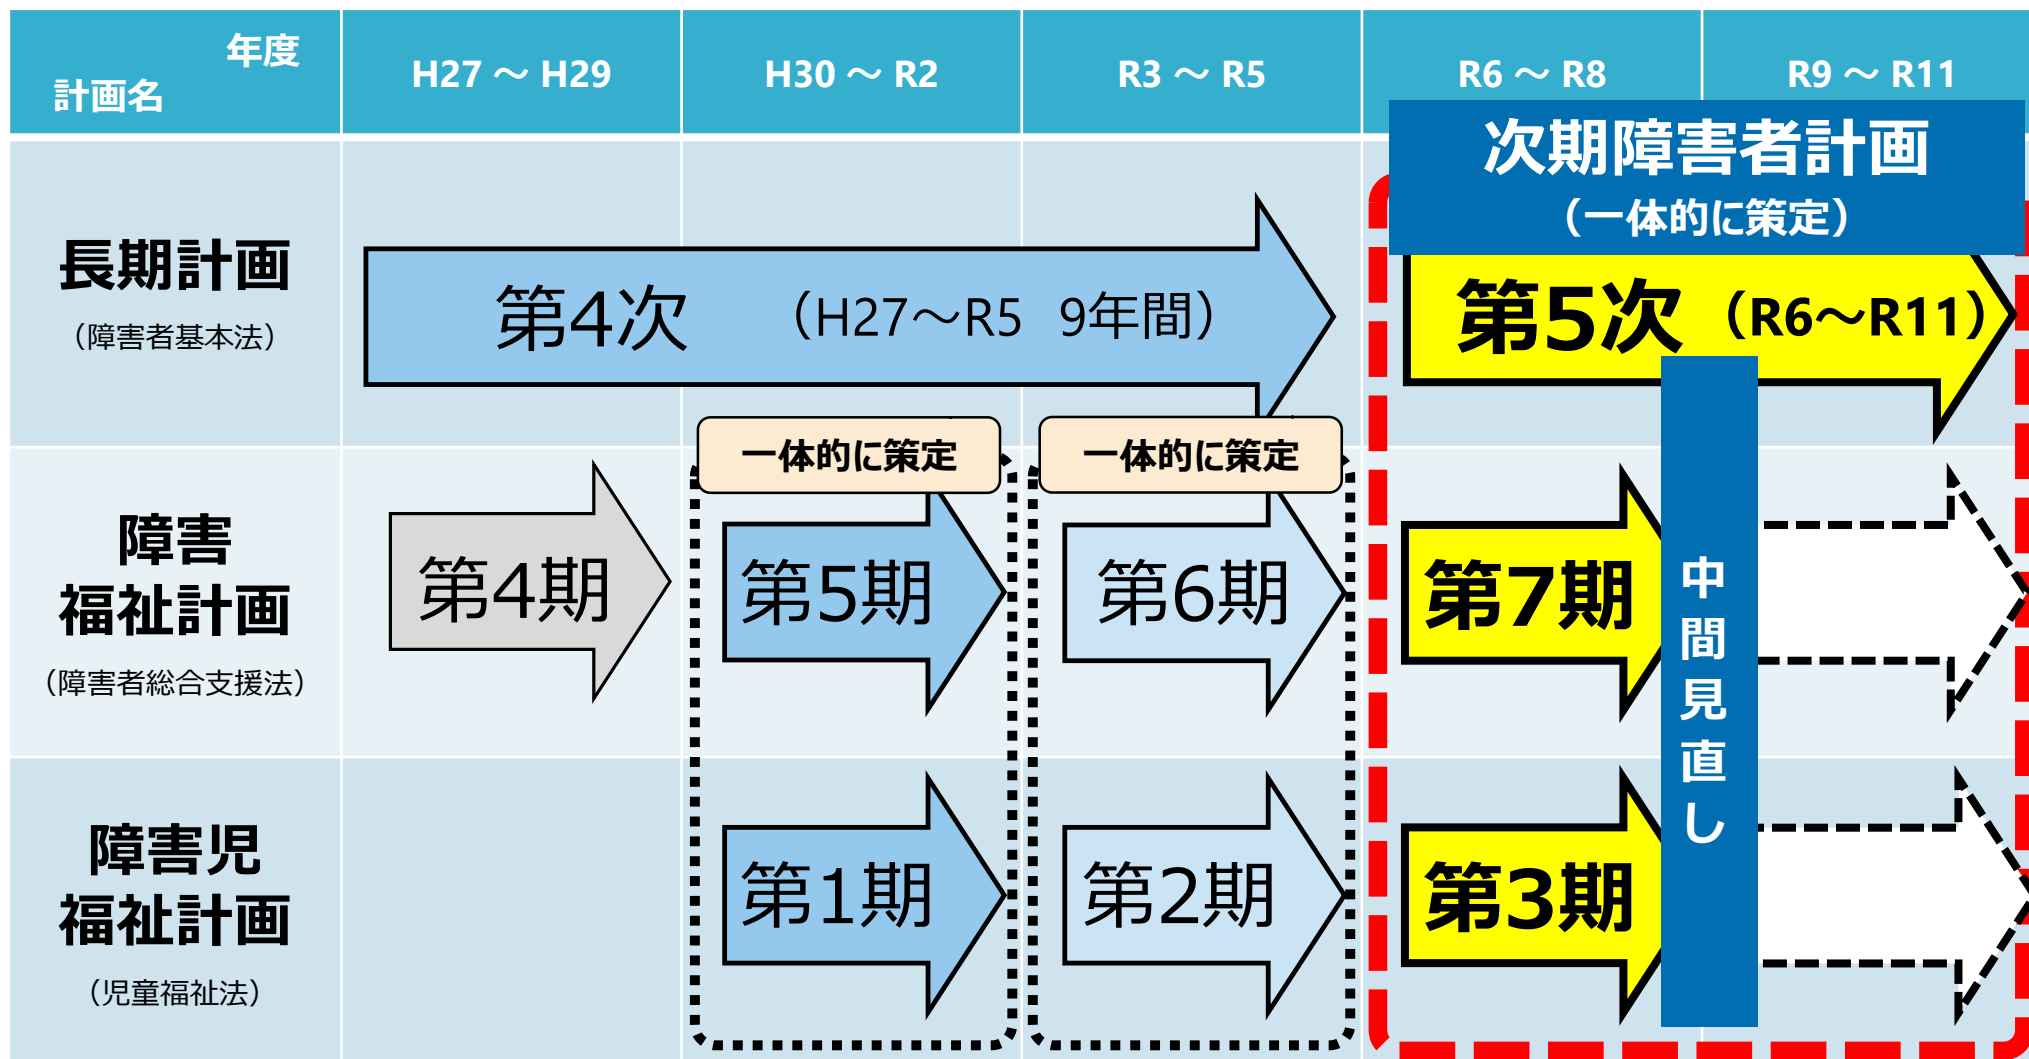 年度
計画名
H27 ～ H29
H30 ～ R2
R3 ～ R5
R6 ～ R8
R9 ～ R11
次期障害者計画
（一体的に策定）
長期計画
（障害者基本法）
第4次 （H27～R5 9年間）
第5次（R6～R11）
一体的に策定
一体的に策定
障害
福祉計画
（障害者総合支援法）
第4期
第5期
第6期
第7期
中間見直し
障害児
福祉計画
（児童福祉法）
第1期
第2期
第3期